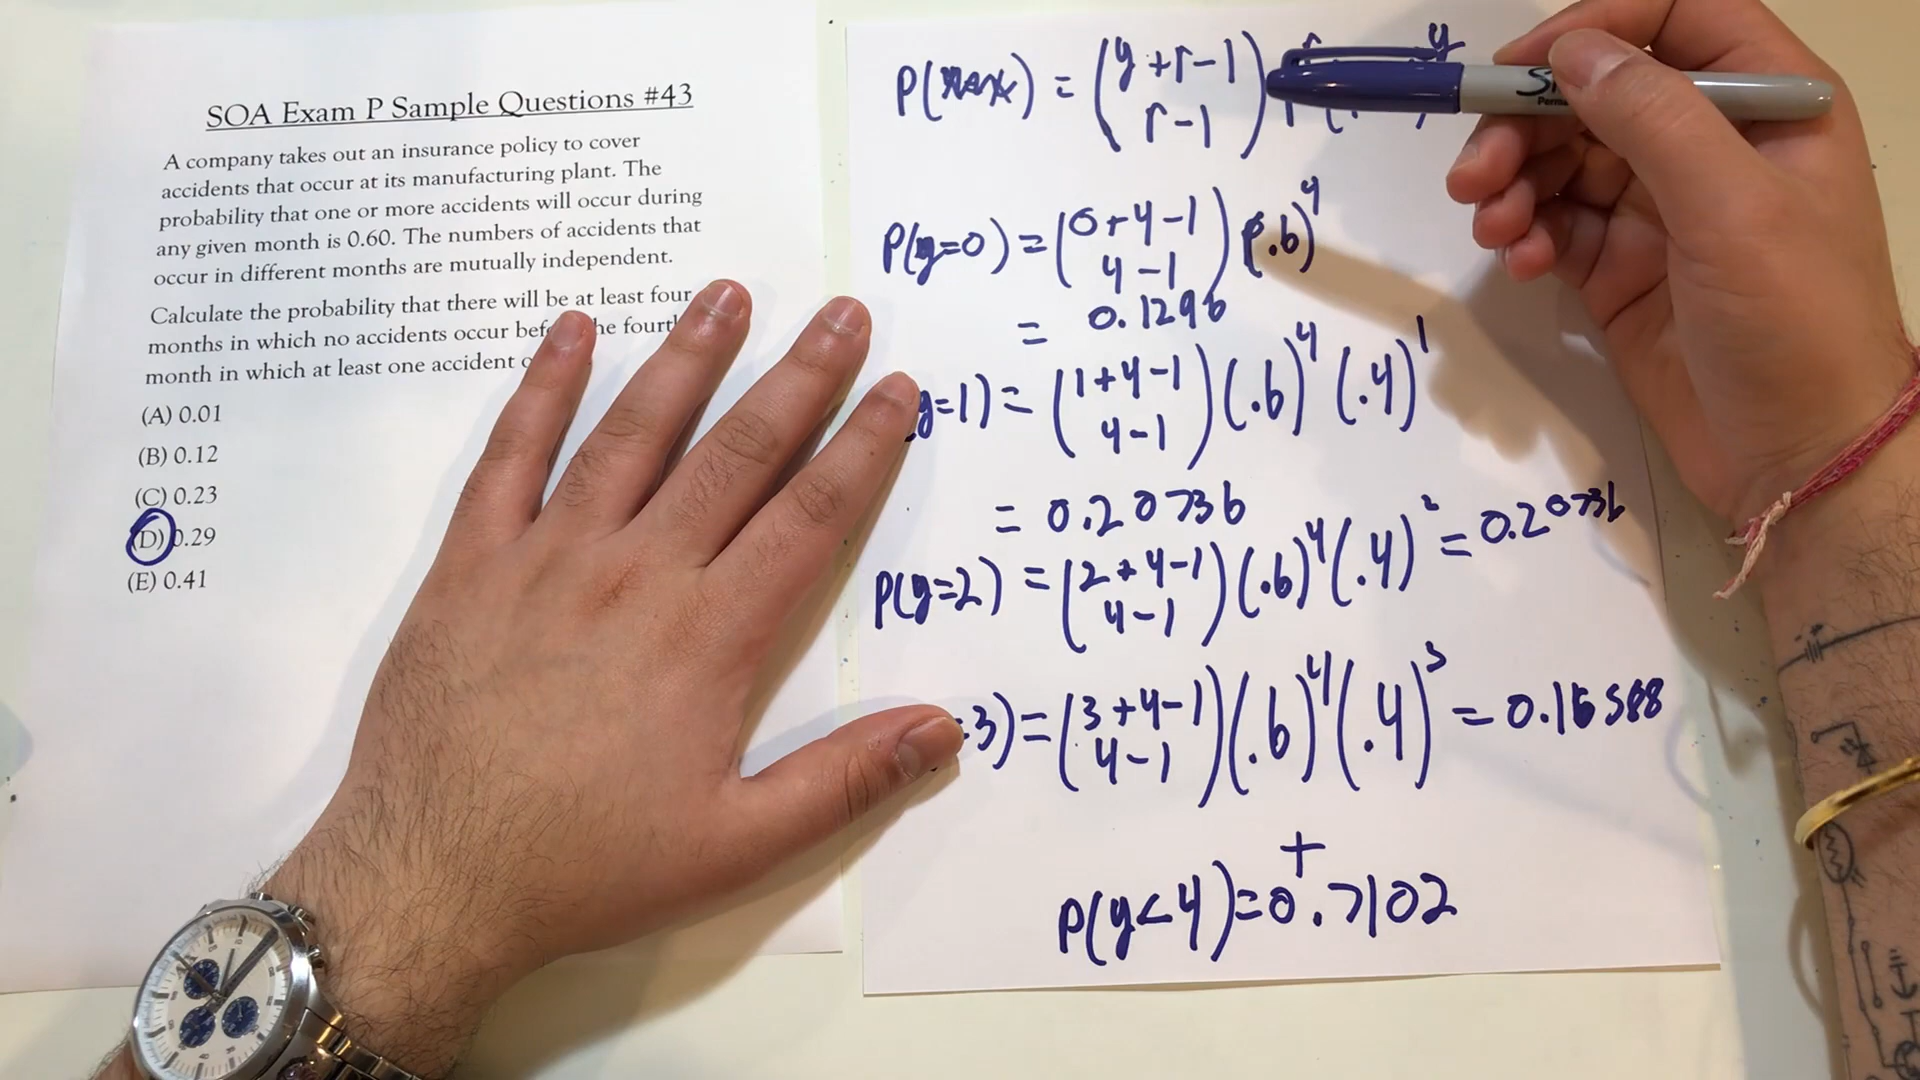 SOA Exam P Sample Questions #43
A company takes out an insurance policy to cover
accidents that occur at its manufacturing plant. The
probability that one or more accidents will occur during
any given month is 0.60. The numbers of accidents that
occur in different months are mutually independent.
Calculate the probability that there will be at least four
months in which no accidents occur bef he fourt
month in which at least one accident o
(A) 0.01
(B) 0.12
(C) 0.23
(D) 0.29
(E) 0.41
P( ) = (y+r-1
r-1)
P(y=0) = (0+4-1
4-1) (.6)^4
= 0.1296
y=1) = (1+4-1
4-1) (.6)^4 (.4)^1
= 0.20736
P(y=2) = (2+4-1
4-1) (.6)^4 (.4)^2 = 0.20736
=3) = (3+4-1
4-1) (.6)^4 (.4)^3 = 0.16588
+
P(y<4) = 0.7102